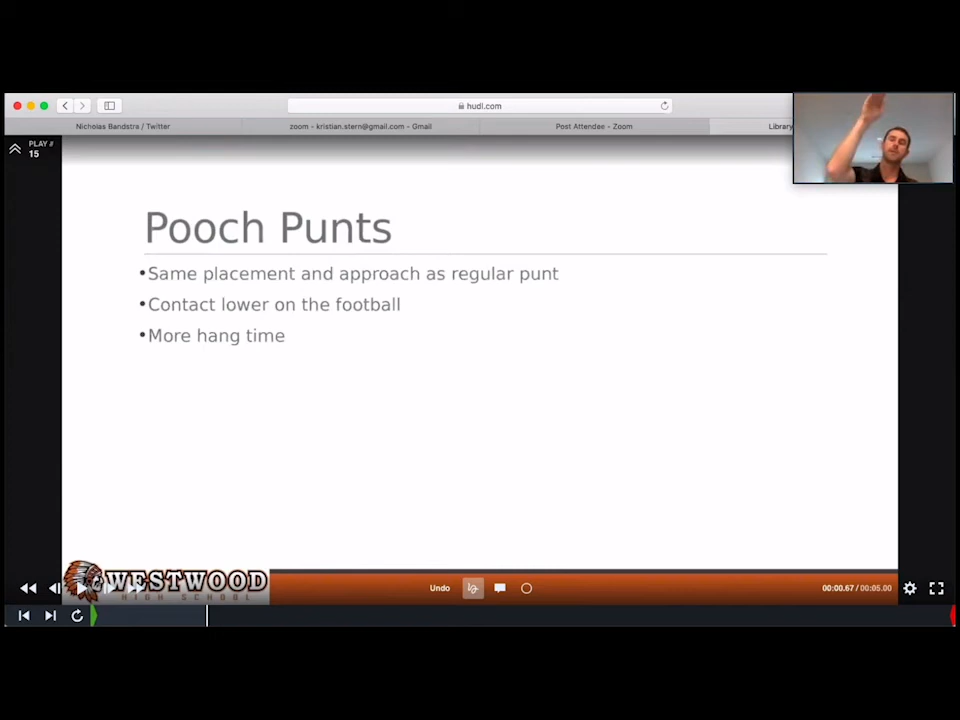 hudl.com
Nicholas Bandstra / Twitter
zoom - kristian.stern@gmail.com - Gmail
Post Attendee - Zoom
Library
PLAY #
15
Pooch Punts
•Same placement and approach as regular punt
•Contact lower on the football
•More hang time
WESTWOOD
HIGH SCHOOL
Undo
00:00.67 / 00:05.00